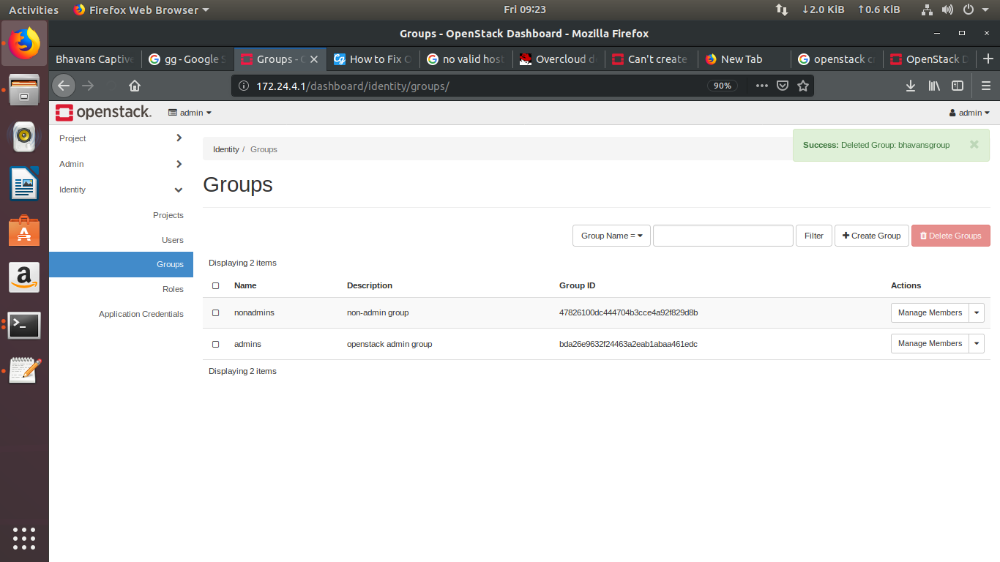 Activities Firefox Web Browser Fri 09:23 ↓2.0 KiB ↑0.6 KiB
Groups - OpenStack Dashboard - Mozilla Firefox
Bhavans Captive gg - Google S Groups - O How to Fix O no valid host Overcloud d Can't create New Tab openstack c OpenStack D
172.24.4.1/dashboard/identity/groups/ 90%
openstack. admin admin
Project
Admin
Identity
Projects
Users
Groups
Roles
Application Credentials
Identity / Groups
Success: Deleted Group: bhavansgroup
Groups
Group Name = Filter Create Group Delete Groups
Displaying 2 items
Name Description Group ID Actions
nonadmins non-admin group 47826100dc444704b3cce4a92f829d8b Manage Members
admins openstack admin group bda26e9632f24463a2eab1abaa461edc Manage Members
Displaying 2 items